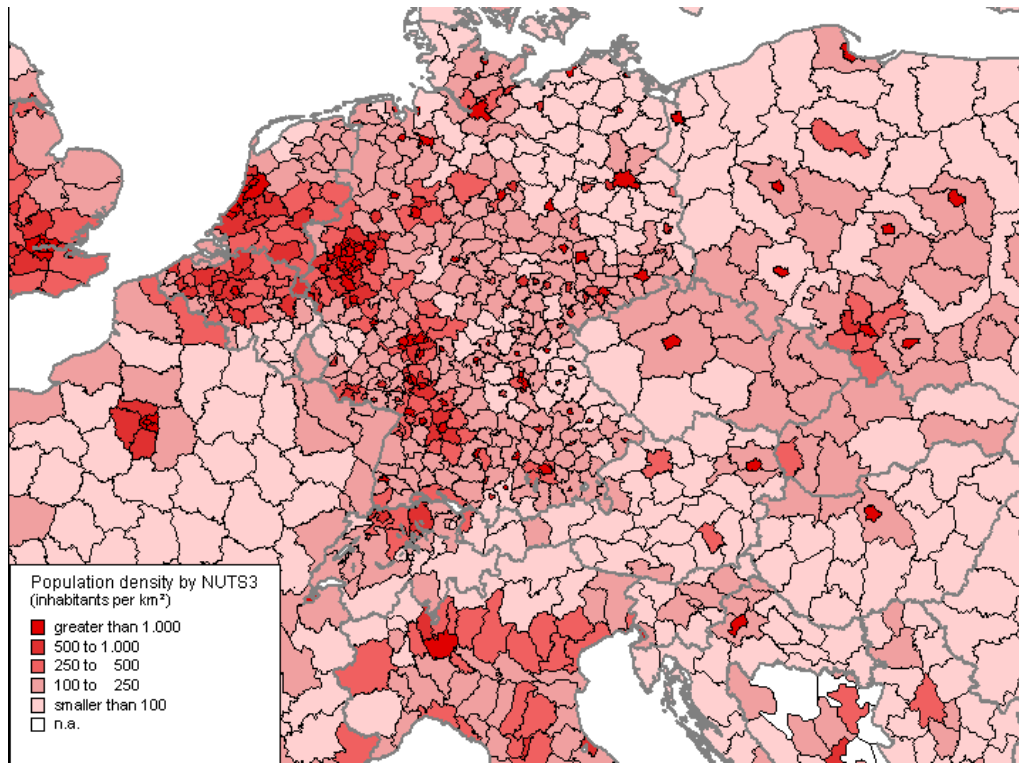 Population density by NUTS3
(inhabitants per km²)
greater than 1.000
500 to 1.000
250 to 500
100 to 250
smaller than 100
n.a.